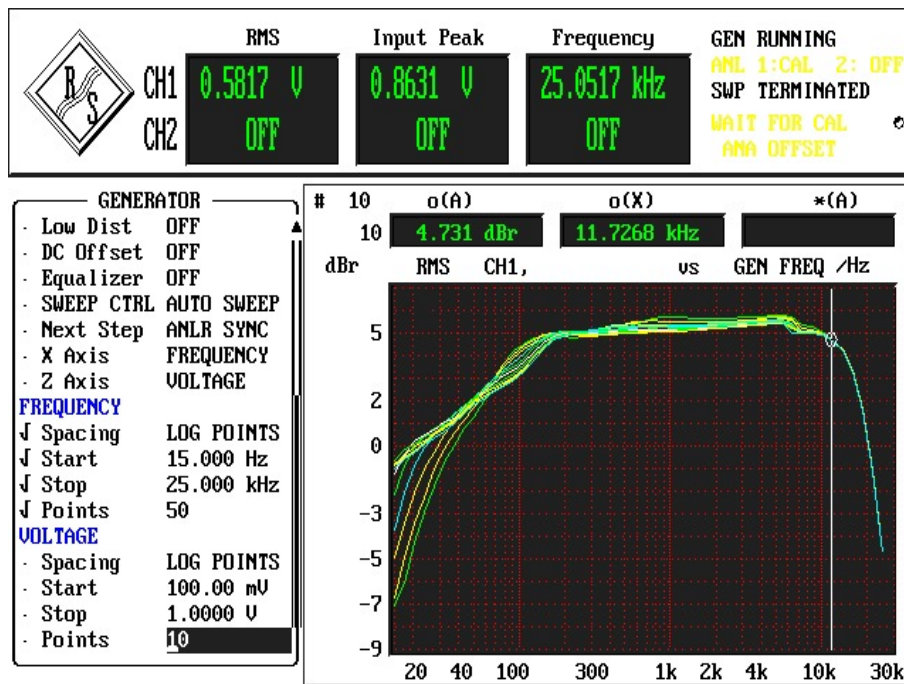 RMS Input Peak Frequency
GEN RUNNING
R
S
CH1 0.5817 V 0.8631 V 25.0517 kHz
ANL 1:CAL 2: OFF
SWP TERMINATED
CH2 OFF OFF OFF
WAIT FOR CAL
ANA OFFSET
GENERATOR
· Low Dist OFF
· DC Offset OFF
· Equalizer OFF
· SWEEP CTRL AUTO SWEEP
· Next Step ANLR SYNC
· X Axis FREQUENCY
· Z Axis VOLTAGE
FREQUENCY
√ Spacing LOG POINTS
√ Start 15.000 Hz
√ Stop 25.000 kHz
√ Points 50
VOLTAGE
· Spacing LOG POINTS
· Start 100.00 mV
· Stop 1.0000 V
· Points 10
# 10 o(A) o(X) *(A)
10 4.731 dBr 11.7268 kHz
dBr RMS CH1, vs GEN FREQ /Hz
5
2
0
-3
-5
-7
-9
20 40 100 300 1k 2k 4k 10k 30k